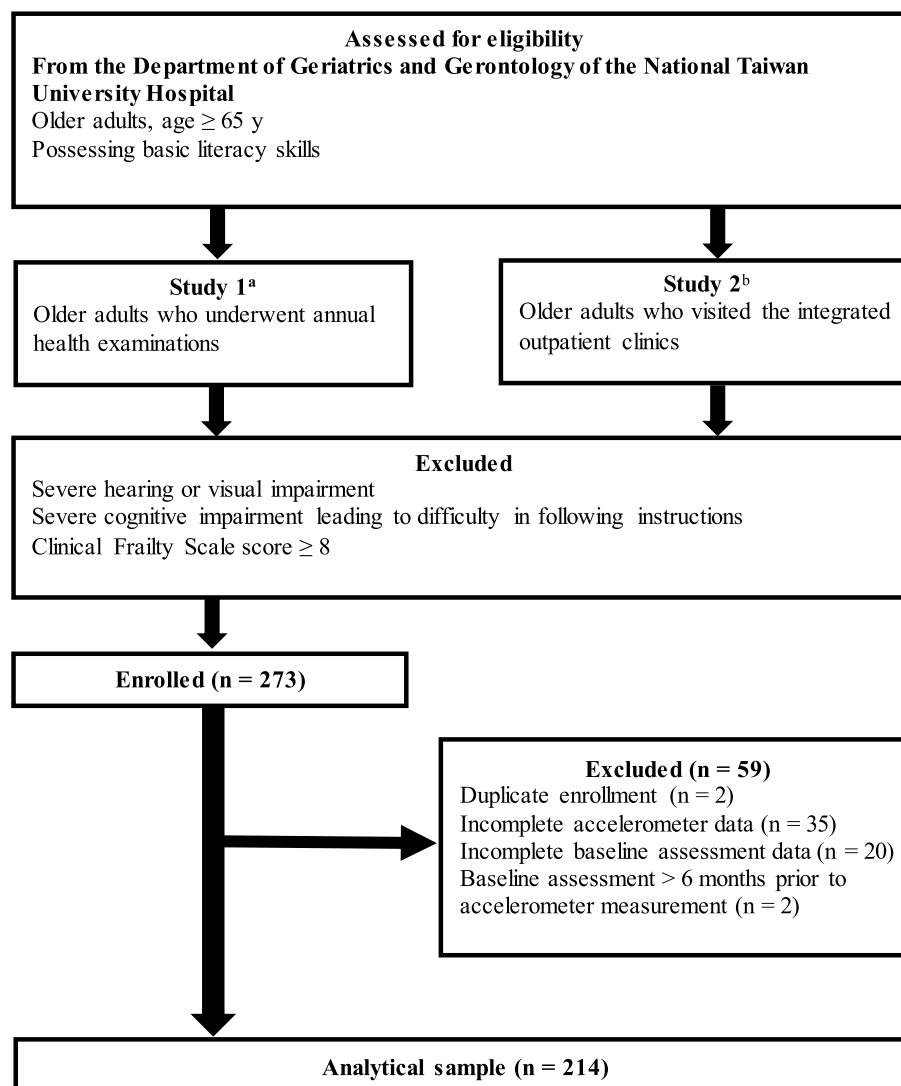 Assessed for eligibility
From the Department of Geriatrics and Gerontology of the National Taiwan
University Hospital
Older adults, age ≥ 65 y
Possessing basic literacy skills
Study 1ᵃ
Older adults who underwent annual
health examinations
Study 2ᵇ
Older adults who visited the integrated
outpatient clinics
Excluded
Severe hearing or visual impairment
Severe cognitive impairment leading to difficulty in following instructions
Clinical Frailty Scale score ≥ 8
Enrolled (n = 273)
Excluded (n = 59)
Duplicate enrollment (n = 2)
Incomplete accelerometer data (n = 35)
Incomplete baseline assessment data (n = 20)
Baseline assessment > 6 months prior to
accelerometer measurement (n = 2)
Analytical sample (n = 214)